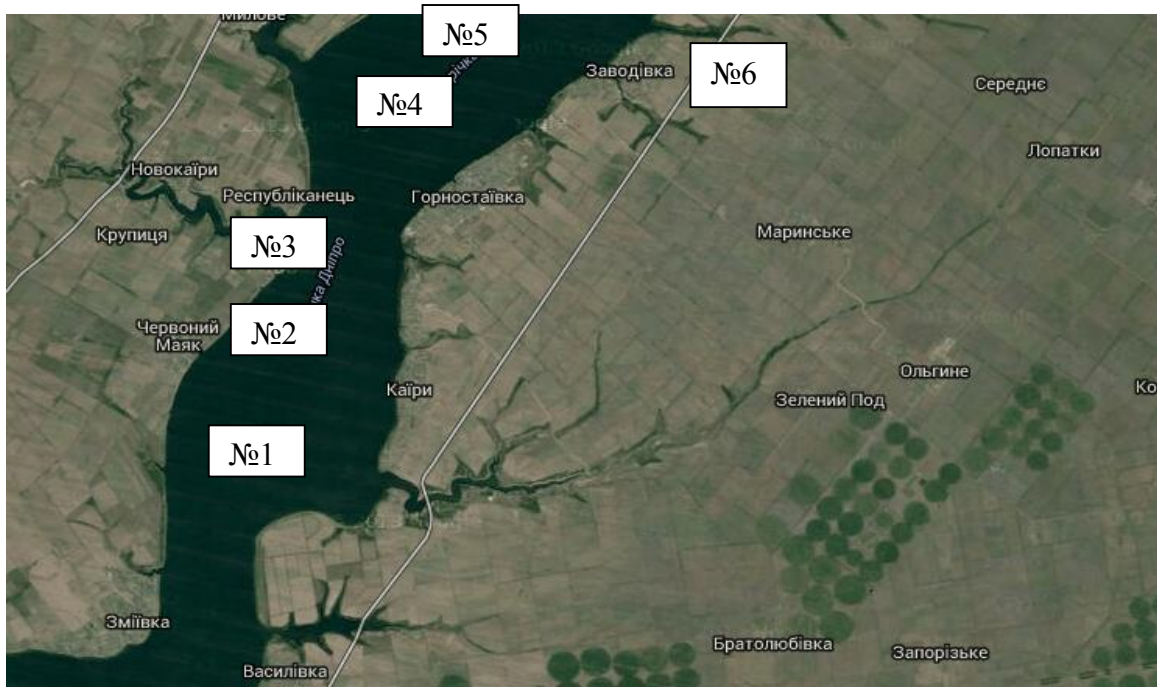 Милове
№5
Заводівка
№6
Середнє
№4
Лопатки
Новокаїри
Республіканець
Горностаївка
Крупиця
№3
Маринське
Червоний
Маяк
№2
Каїри
Ольгине
Зелений Под
№1
Зміївка
Братолюбівка
Запорізьке
Василівка